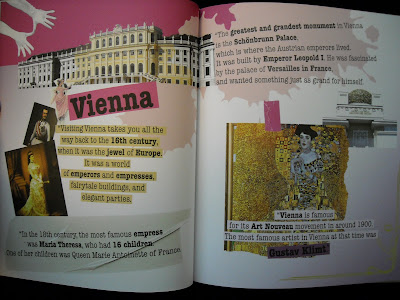 Vienna
"Visiting Vienna takes you all the
way back to the 16th century,
when it was the jewel of Europe.
It was a world
of emperors and empresses,
fairytale buildings, and
elegant parties.
"In the 18th century, the most famous empress
was Maria Theresa, who had 16 children.
One of her children was Queen Marie Antoinette of France.
"The greatest and grandest monument in Vienna
is the Schönbrunn Palace,
which is where the Austrian emperors lived.
It was built by Emperor Leopold I. He was fascinated
by the palace of Versailles in France,
and wanted something just as grand for himself.
"Vienna is famous
for its Art Nouveau movement in around 1900.
The most famous artist in Vienna at that time was
Gustav Klimt.